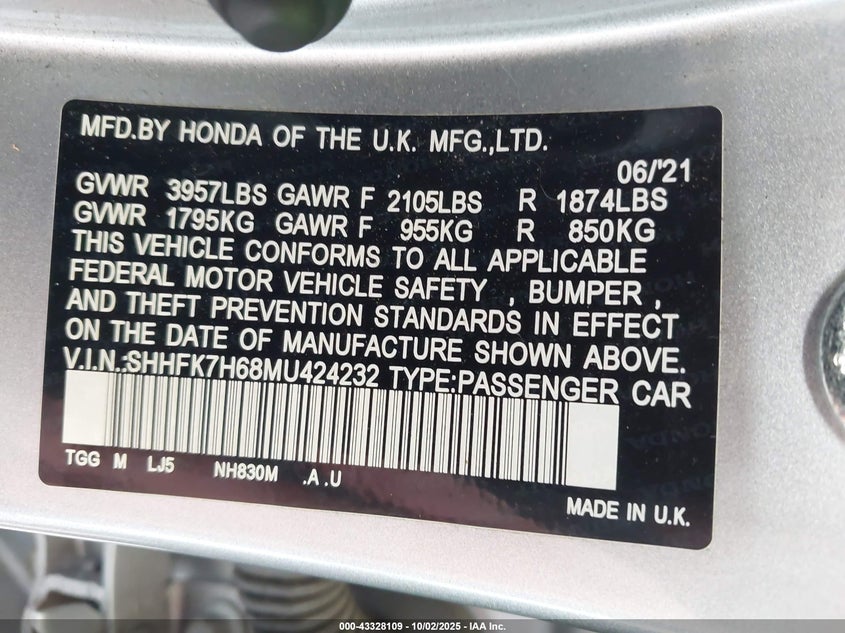 MFD.BY HONDA OF THE U.K. MFG.,LTD.
06/'21
GVWR 3957LBS GAWR F 2105LBS R 1874LBS
GVWR 1795KG GAWR F 955KG R 850KG
THIS VEHICLE CONFORMS TO ALL APPLICABLE
FEDERAL MOTOR VEHICLE SAFETY , BUMPER ,
AND THEFT PREVENTION STANDARDS IN EFFECT
ON THE DATE OF MANUFACTURE SHOWN ABOVE.
V.I.N.:SHHFK7H68MU424232 TYPE:PASSENGER CAR
TGG M LJ5 NH830M .A .U
MADE IN U.K.
000-43328109 - 10/02/2025 - IAA Inc.